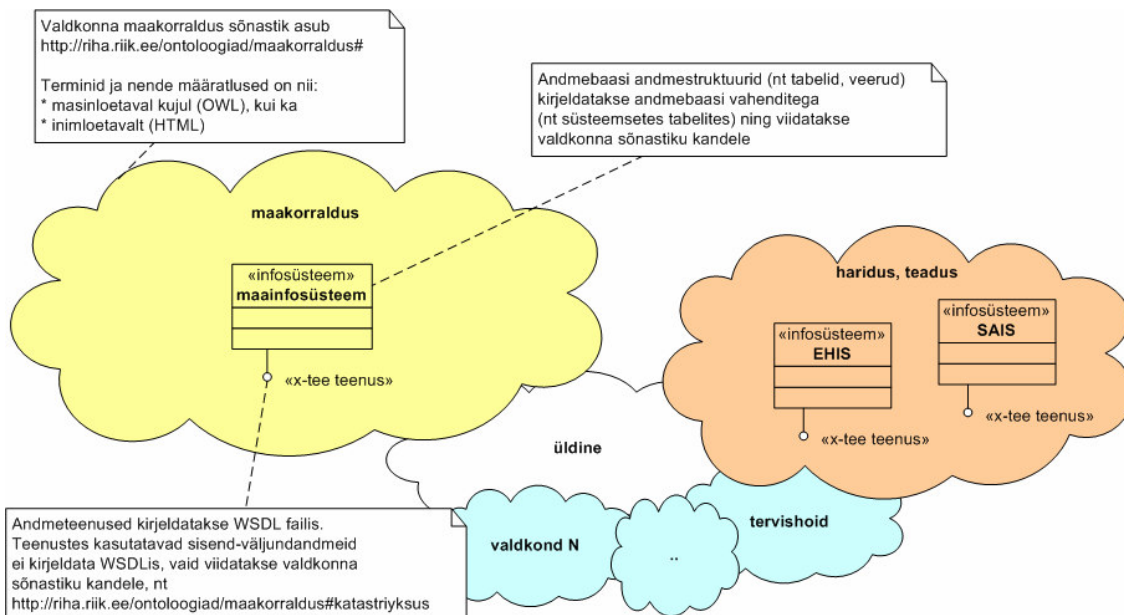 Valdkonna maakorraldus sõnastik asub
http://riha.riik.ee/ontoloogiad/maakorraldus#
Terminid ja nende määratlused on nii:
* masinloetaval kujul (OWL), kui ka
* inimloetavalt (HTML)
Andmebaasi andmestruktuurid (nt tabelid, veerud)
kirjeldatakse andmebaasi vahenditega
(nt süsteemsetes tabelites) ning viidatakse
valdkonna sõnastiku kandele
maakorraldus
«infosüsteem»
maainfosüsteem
«x-tee teenus»
haridus, teadus
«infosüsteem»
SAIS
«x-tee teenus»
«infosüsteem»
EHIS
«x-tee teenus»
üldine
tervishoid
valdkond N
..
Andmeteenused kirjeldatakse WSDL failis.
Teenustes kasutatavad sisend-väljundandmeid
ei kirjeldata WSDLis, vaid viidatakse valdkonna
sõnastiku kandele, nt
http://riha.riik.ee/ontoloogiad/maakorraldus#katastriyksus